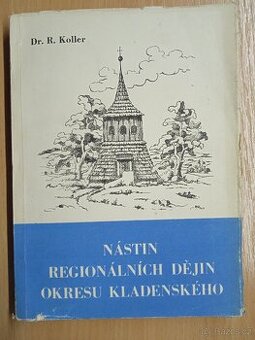 Dr. R. Koller
NÁSTIN
REGIONÁLNÍCH DĚJIN
OKRESU KLADENSKÉHO